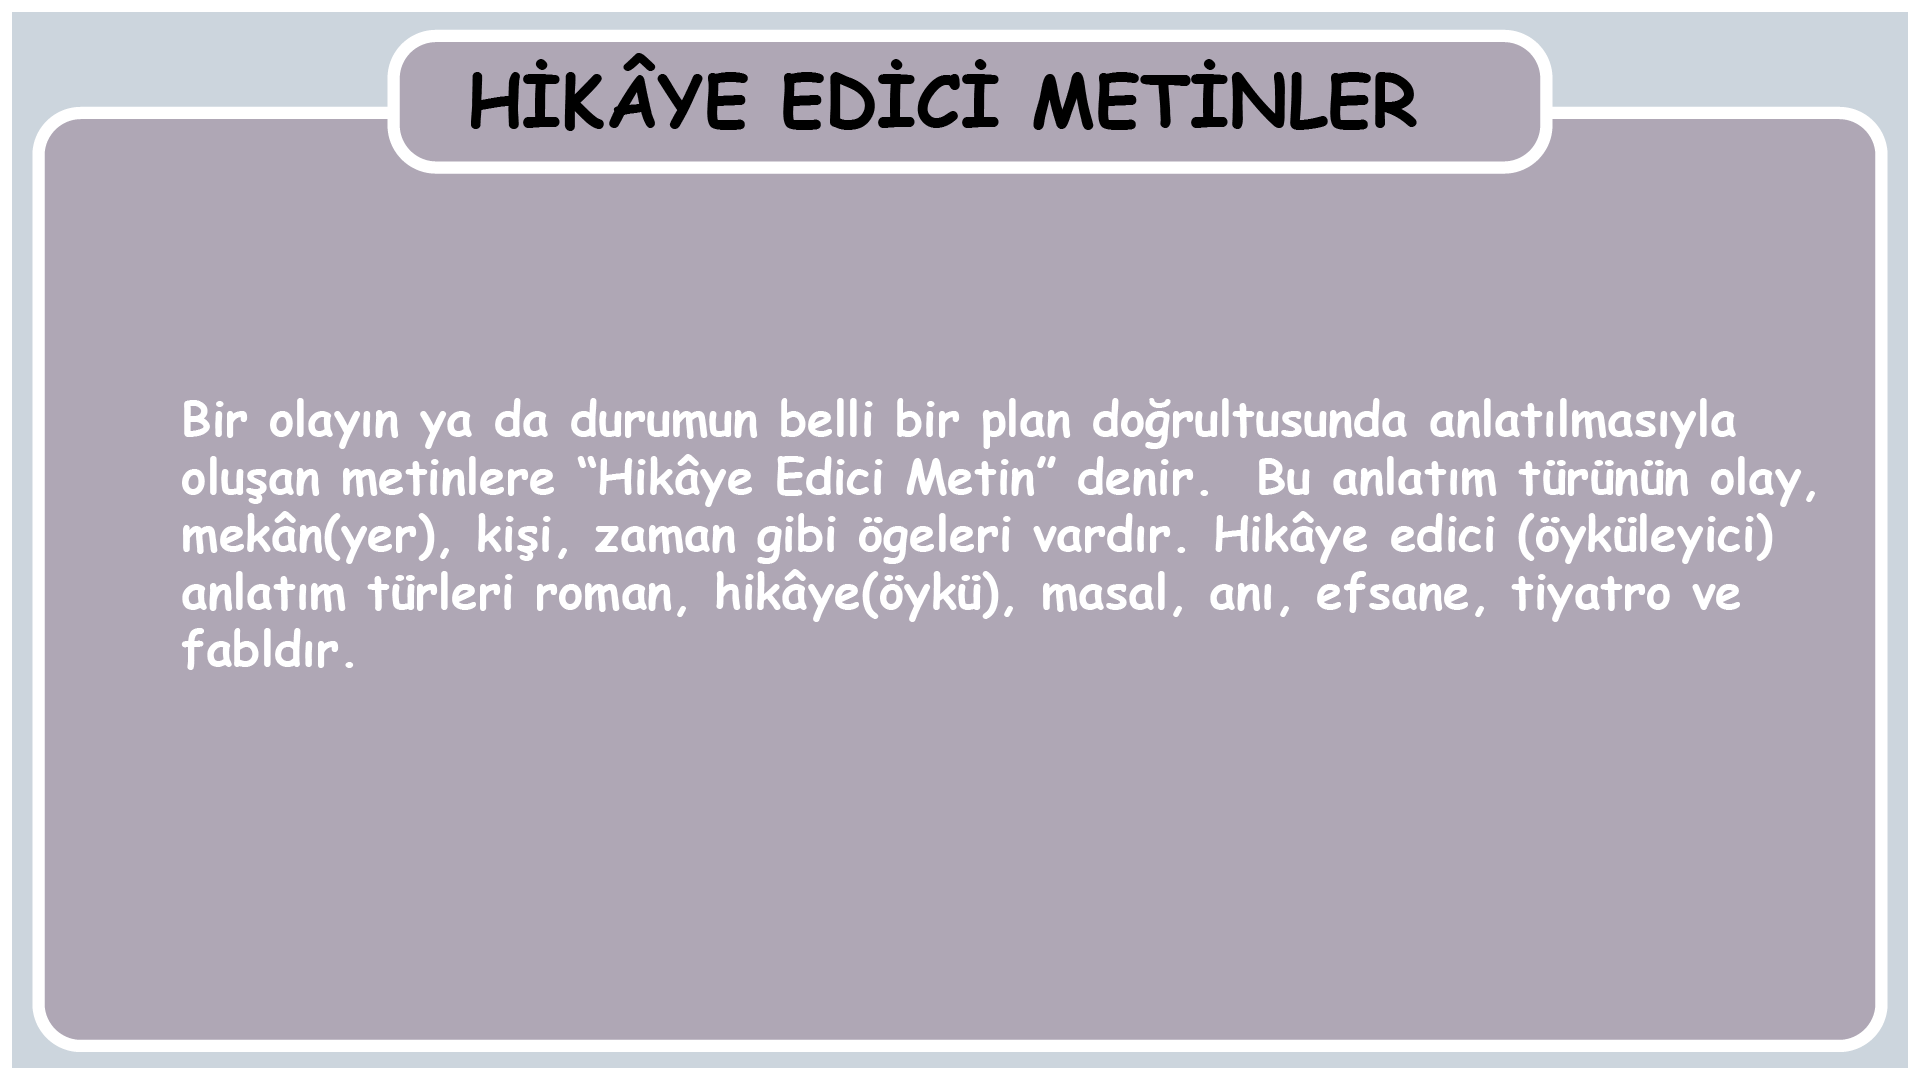 HİKÂYE EDİCİ METİNLER
Bir olayın ya da durumun belli bir plan doğrultusunda anlatılmasıyla
oluşan metinlere “Hikâye Edici Metin” denir.  Bu anlatım türünün olay,
mekân(yer), kişi, zaman gibi ögeleri vardır. Hikâye edici (öyküleyici)
anlatım türleri roman, hikâye(öykü), masal, anı, efsane, tiyatro ve
fabldır.